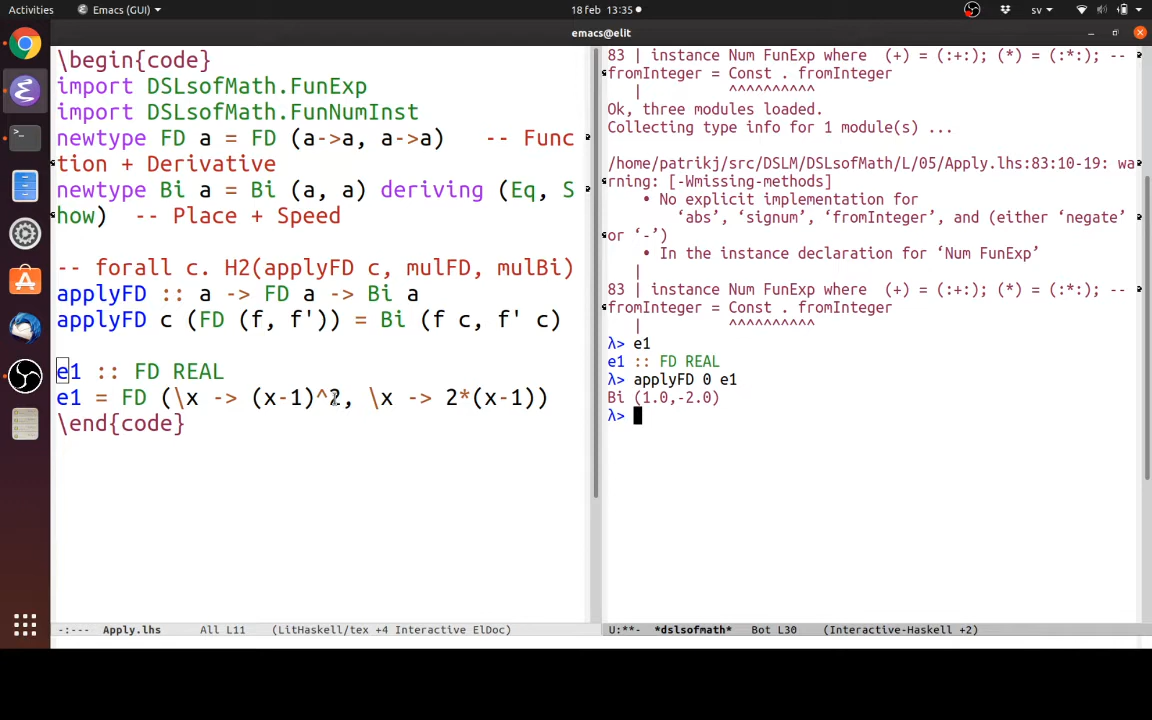 Activities
Emacs (GUI)
18 feb 13:35
sv
emacs@elit
\begin{code}
import DSLsofMath.FunExp
import DSLsofMath.FunNumInst
newtype FD a = FD (a->a, a->a) -- Func
tion + Derivative
newtype Bi a = Bi (a, a) deriving (Eq, S
how) -- Place + Speed
-- forall c. H2(applyFD c, mulFD, mulBi)
applyFD :: a -> FD a -> Bi a
applyFD c (FD (f, f')) = Bi (f c, f' c)
e1 :: FD REAL
e1 = FD (\x -> (x-1)^2, \x -> 2*(x-1))
\end{code}
-:--- Apply.lhs All L11 (LitHaskell/tex +4 Interactive ElDoc)
83 | instance Num FunExp where (+) = (:+:); (*) = (:*:); --
fromInteger = Const . fromInteger
| ^^^^^^^^^^
Ok, three modules loaded.
Collecting type info for 1 module(s) ...
/home/patrikj/src/DSLM/DSLsofMath/L/05/Apply.lhs:83:10-19: wa
rning: [-Wmissing-methods]
• No explicit implementation for
‘abs’, ‘signum’, ‘fromInteger’, and (either ‘negate’
or ‘-’)
• In the instance declaration for ‘Num FunExp’
|
83 | instance Num FunExp where (+) = (:+:); (*) = (:*:); --
fromInteger = Const . fromInteger
| ^^^^^^^^^^
λ> e1
e1 :: FD REAL
λ> applyFD 0 e1
Bi (1.0,-2.0)
λ>
U:**- *dslsofmath* Bot L30 (Interactive-Haskell +2)